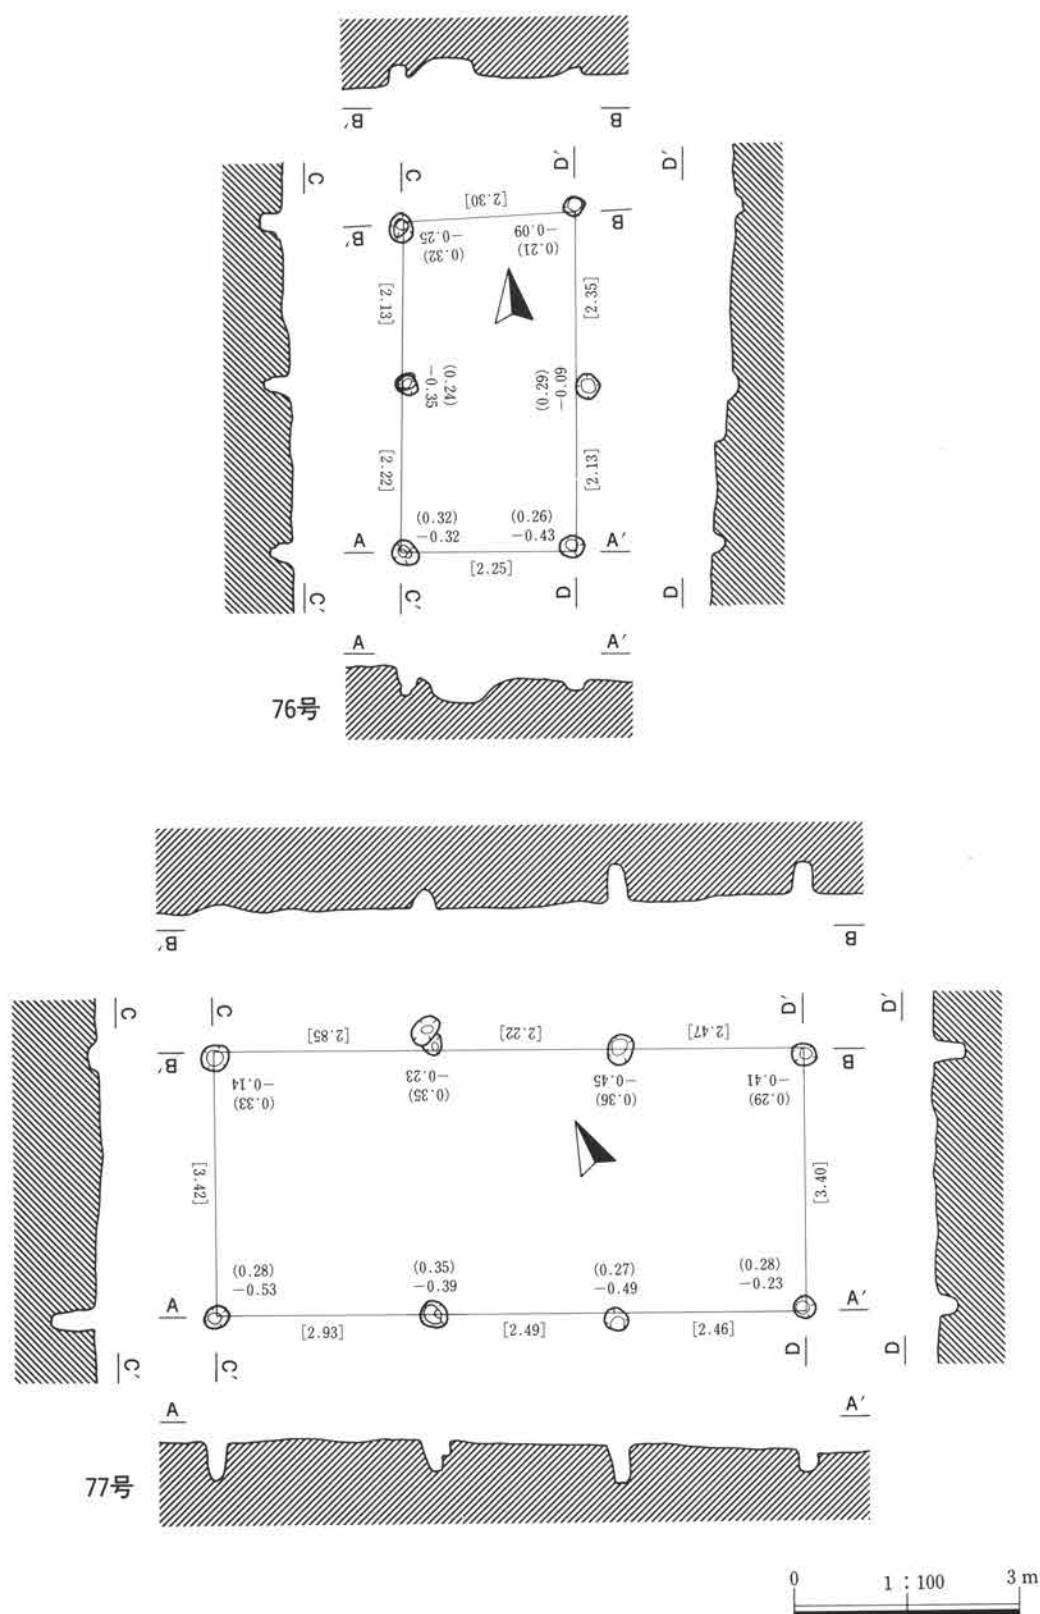 B′
B
C
C
D′
D′
[2.30]
B′
B
-0.25
(0.32)
-0.09
(0.21)
[2.13]
[2.35]
(0.24)
-0.35
-0.09
(0.29)
[2.22]
[2.13]
(0.32)
-0.32
(0.26)
-0.43
A
A′
[2.25]
C′
C′
D
D
A
A′
76号
B′
B
C
C
D′
D′
[2.85]
[2.22]
[2.47]
B′
B
-0.14
(0.33)
-0.23
(0.35)
-0.45
(0.36)
-0.41
(0.29)
[3.42]
[3.40]
(0.28)
-0.53
(0.35)
-0.39
(0.27)
-0.49
(0.28)
-0.23
A
A′
[2.93]
[2.49]
[2.46]
C′
C′
D
D
A
A′
77号
0 1 : 100 3 m